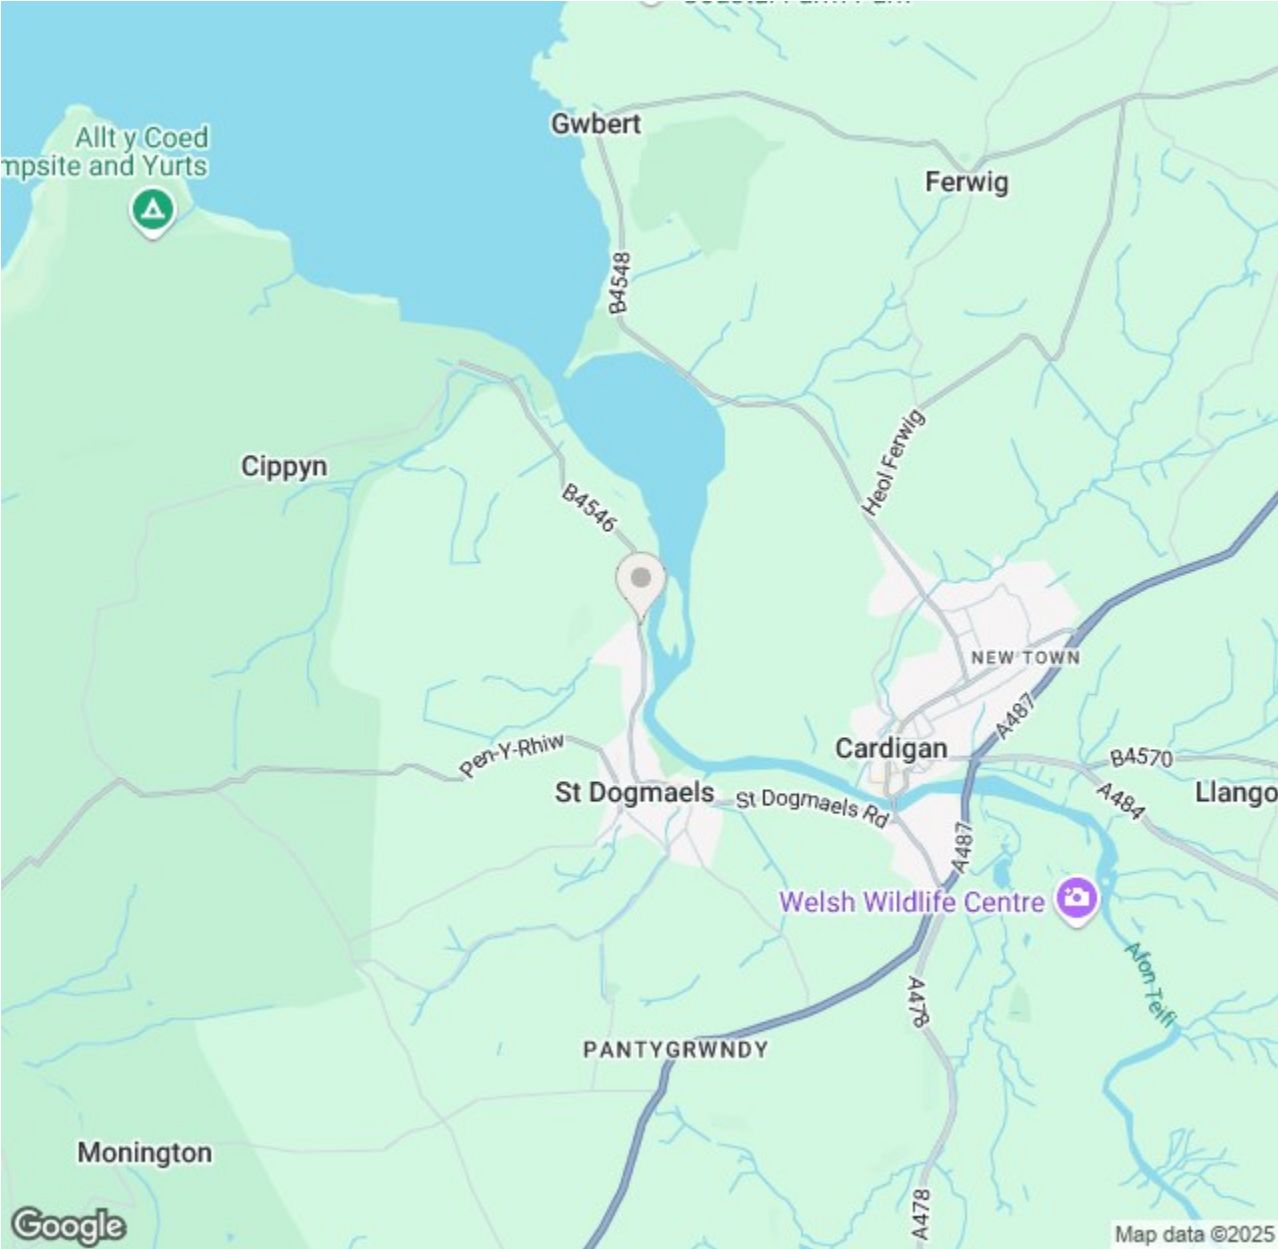 Gwbert
Allt y Coed
mpsite and Yurts
Ferwig
B4548
Heol Ferwig
Cippyn
B4546
NEW TOWN
A487
Pen-Y-Rhiw
Cardigan
B4570
St Dogmaels
St Dogmaels Rd
A484
Llango
A487
Welsh Wildlife Centre
Afon Teifi
A478
PANTYGRWNDY
Monington
A478
Google
Map data ©2025